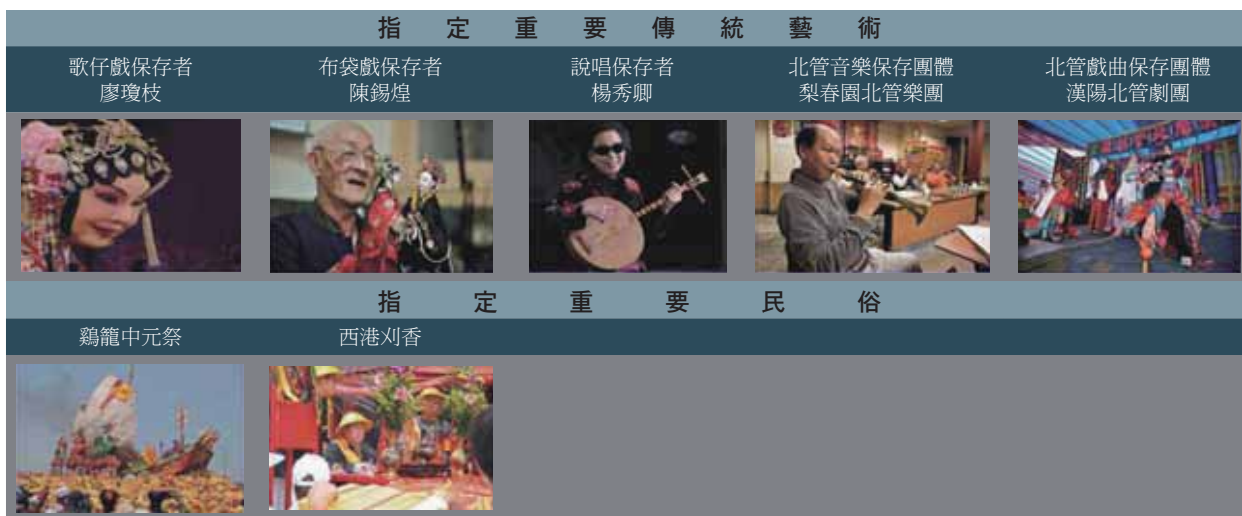 指定重要傳統藝術
歌仔戲保存者
廖瓊枝
布袋戲保存者
陳錫煌
說唱保存者
楊秀卿
北管音樂保存團體
梨春園北管樂團
北管戲曲保存團體
漢陽北管劇團
指定重要民俗
鷄籠中元祭
西港刈香